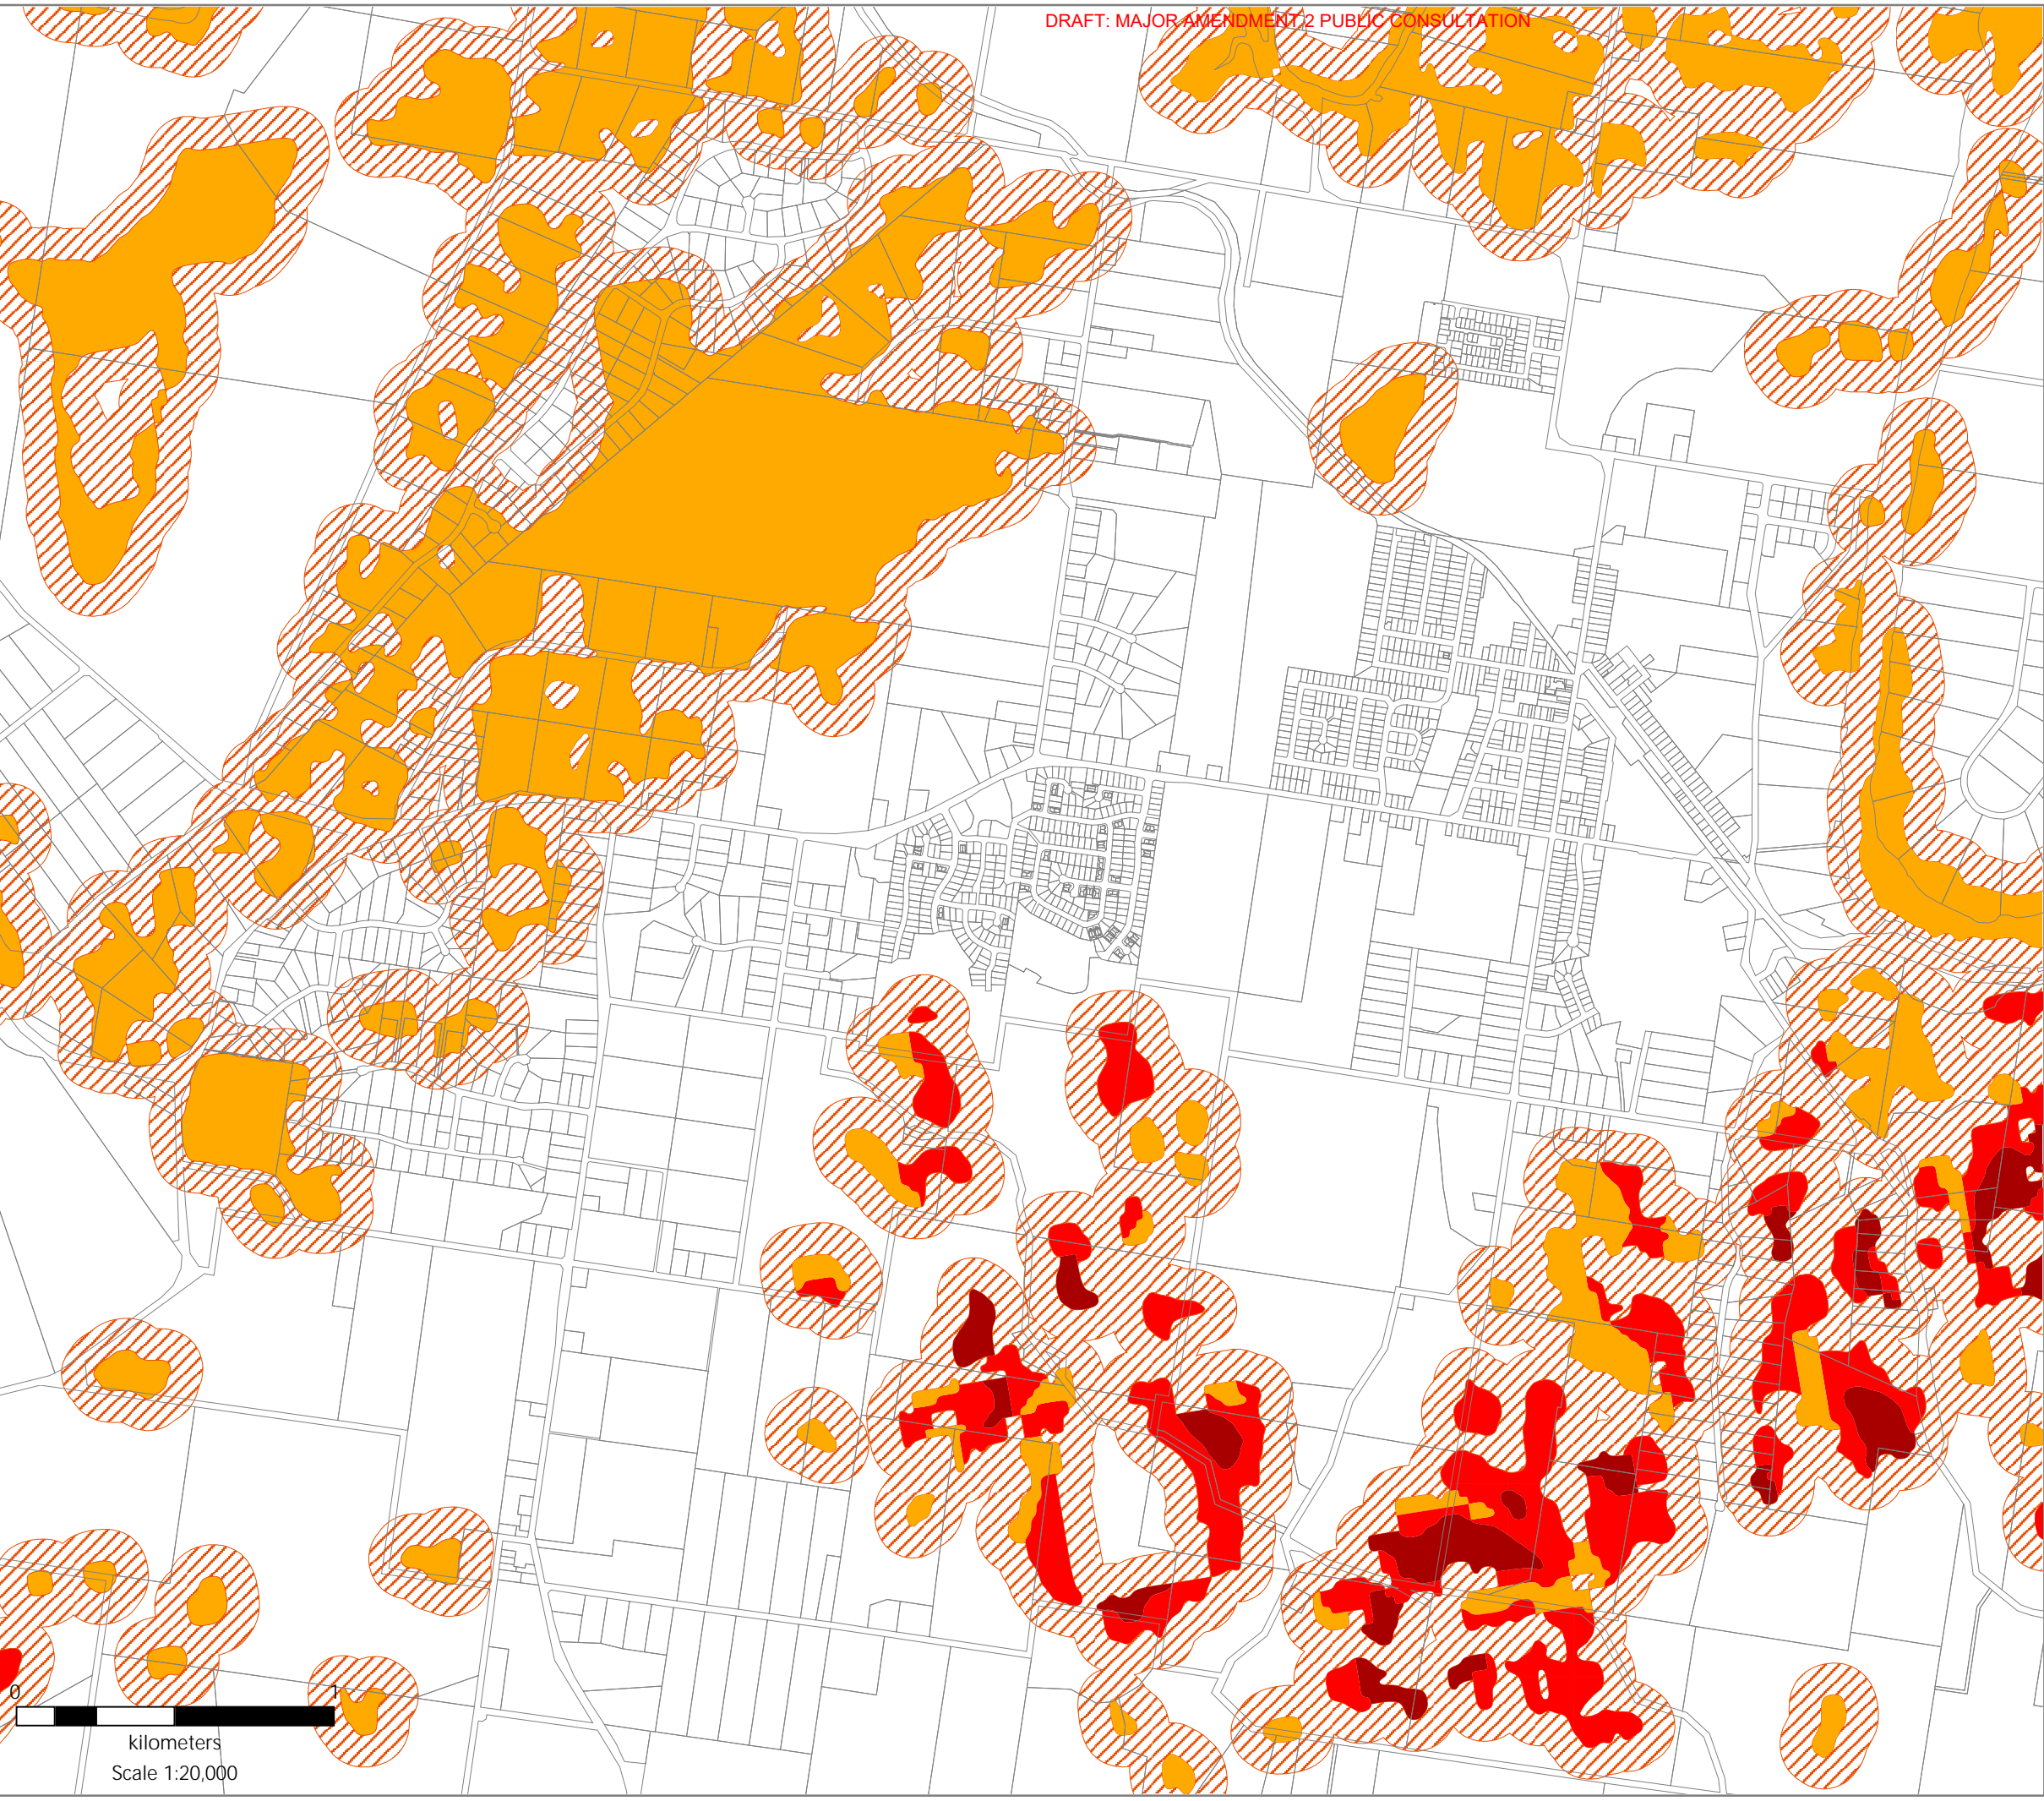 DRAFT: MAJOR AMENDMENT 2 PUBLIC CONSULTATION
0 1
kilometers
Scale 1:20,000